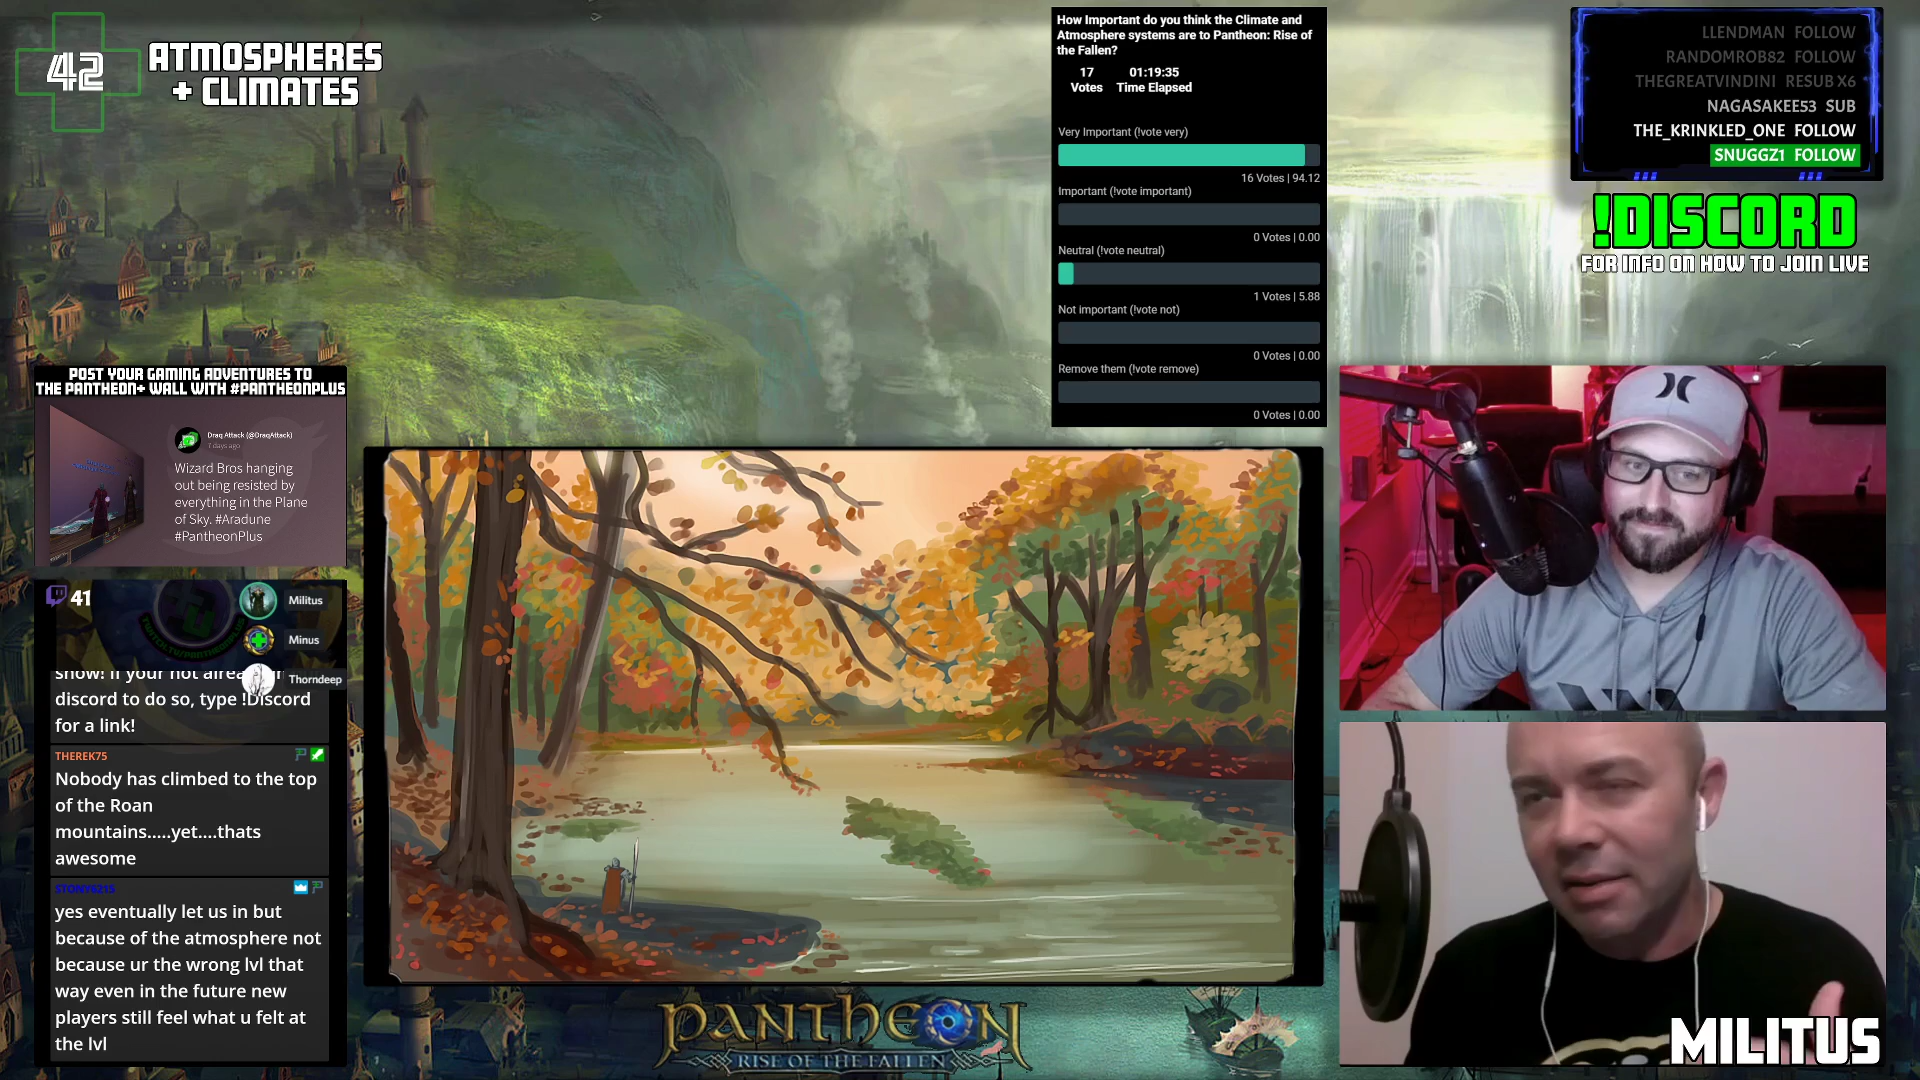 42
ATMOSPHERES
+ CLIMATES
How Important do you think the Climate and
Atmosphere systems are to Pantheon: Rise of
the Fallen?
17 01:19:35
Votes Time Elapsed
Very Important (!vote very)
16 Votes | 94.12
Important (!vote important)
0 Votes | 0.00
Neutral (!vote neutral)
1 Votes | 5.88
Not important (!vote not)
0 Votes | 0.00
Remove them (!vote remove)
0 Votes | 0.00
LLENDMAN FOLLOW
RANDOMROB82 FOLLOW
THEGREATVINDINI RESUB X6
NAGASAKEE53 SUB
THE_KRINKLED_ONE FOLLOW
SNUGGZ1 FOLLOW
!DISCORD
FOR INFO ON HOW TO JOIN LIVE
POST YOUR GAMING ADVENTURES TO
THE PANTHEON+ WALL WITH #PANTHEONPLUS
Draq Attack (@DraqAttack)
7 days ago
Wizard Bros hanging
out being resisted by
everything in the Plane
of Sky. #Aradune
#PantheonPlus
41
Militus
Minus
Thorndeep
show! If your not
discord to do so, type !Discord
for a link!
THEREK75
Nobody has climbed to the top
of the Roan
mountains.....yet....thats
awesome
STONY6215
yes eventually let us in but
because of the atmosphere not
because ur the wrong lvl that
way even in the future new
players still feel what u felt at
the lvl
PANTHEON
RISE OF THE FALLEN
MILITUS